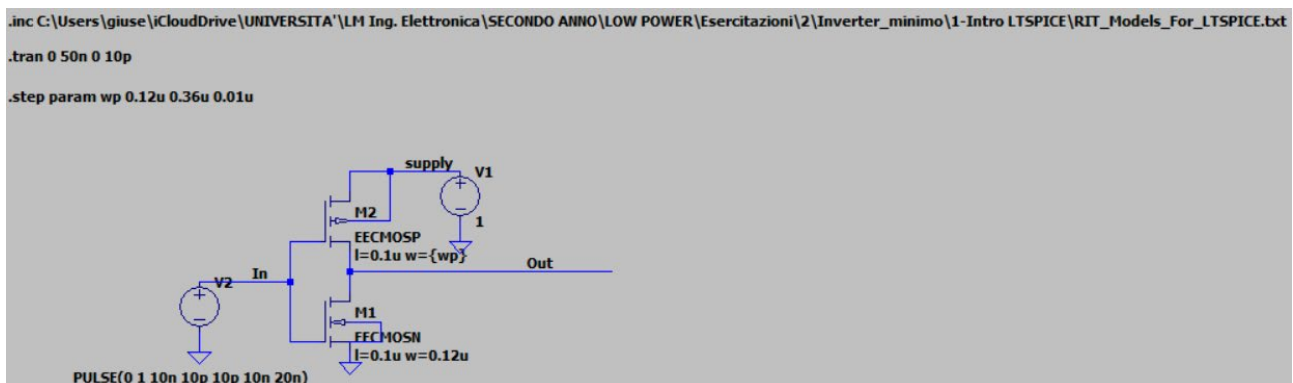 .inc C:\Users\giuse\iCloudDrive\UNIVERSITA'\LM Ing. Elettronica\SECONDO ANNO\LOW POWER\Esercitazioni\2\Inverter_minimo\1-Intro LTSPICE\RIT_Models_For_LTSPICE.txt
.tran 0 50n 0 10p
.step param wp 0.12u 0.36u 0.01u
supply
V1
M2
1
EECMOSP
l=0.1u w={wp}
Out
In
V2
M1
EECMOSN
l=0.1u w=0.12u
PULSE(0 1 10n 10p 10p 10n 20n)